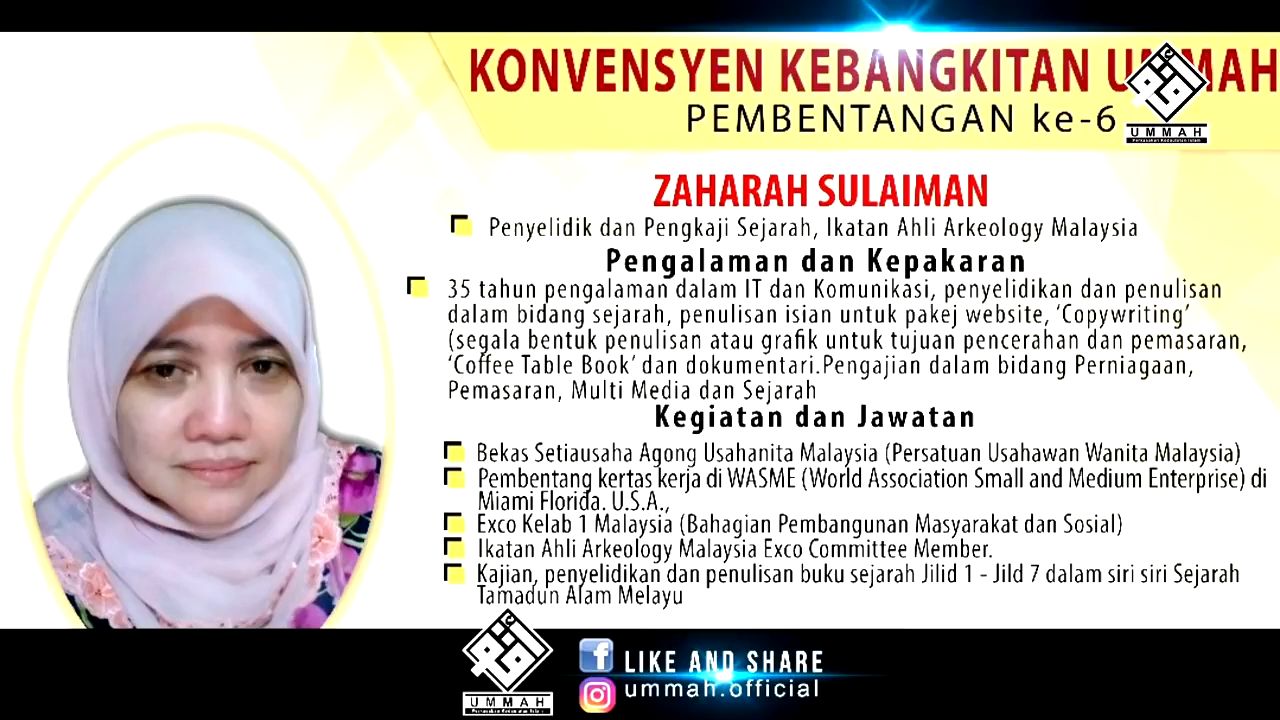 KONVENSYEN KEBANGKITAN UMMAH
PEMBENTANGAN ke-6
UMMAH
ZAHARAH SULAIMAN
Penyelidik dan Pengkaji Sejarah, Ikatan Ahli Arkeology Malaysia
Pengalaman dan Kepakaran
35 tahun pengalaman dalam IT dan Komunikasi, penyelidikan dan penulisan
dalam bidang sejarah, penulisan isian untuk pakej website, ‘Copywriting’
(segala bentuk penulisan atau grafik untuk tujuan pencerahan dan pemasaran,
‘Coffee Table Book’ dan dokumentari.Pengajian dalam bidang Perniagaan,
Pemasaran, Multi Media dan Sejarah
Kegiatan dan Jawatan
Bekas Setiausaha Agong Usahanita Malaysia (Persatuan Usahawan Wanita Malaysia)
Pembentang kertas kerja di WASME (World Association Small and Medium Enterprise) di
Miami Florida. U.S.A.,
Exco Kelab 1 Malaysia (Bahagian Pembangunan Masyarakat dan Sosial)
Ikatan Ahli Arkeology Malaysia Exco Committee Member.
Kajian, penyelidikan dan penulisan buku sejarah Jilid 1 - Jild 7 dalam siri siri Sejarah
Tamadun Alam Melayu
UMMAH
LIKE AND SHARE
ummah.official